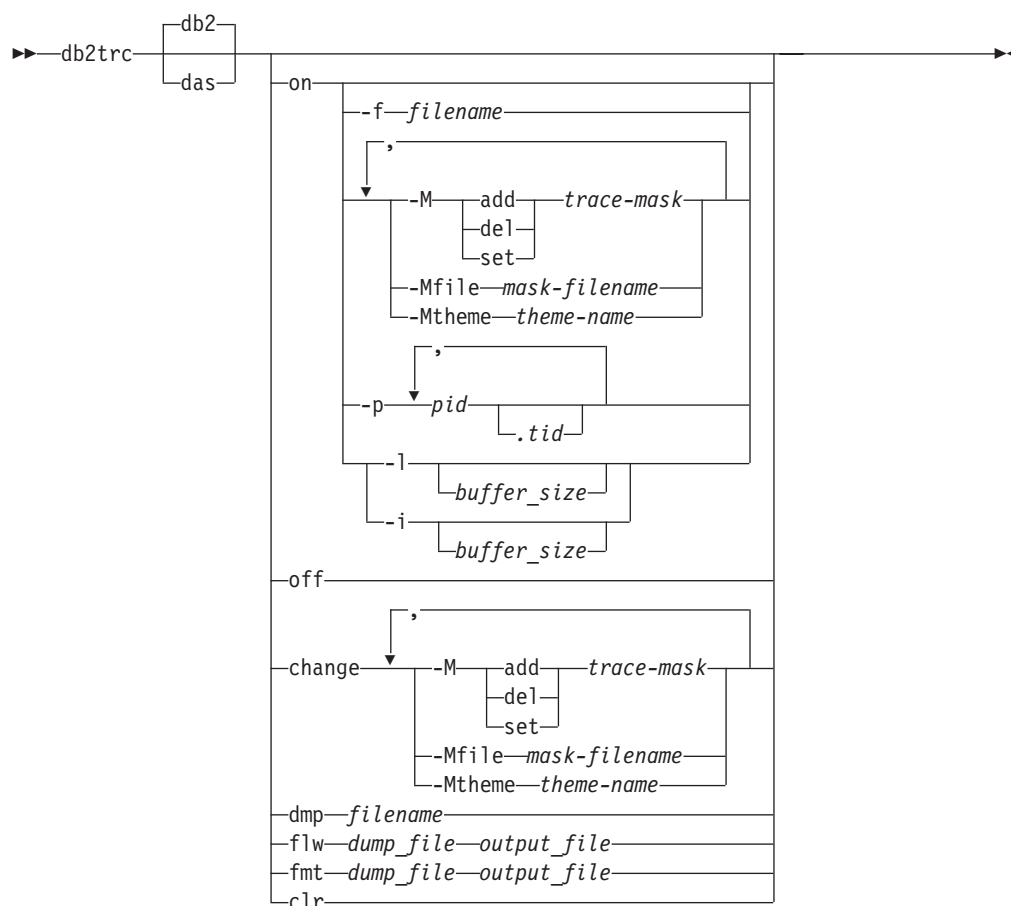 db2
db2trc
das
on
-f filename
,
-M add trace-mask
del
set
-Mfile mask-filename
-Mtheme theme-name
,
-p pid
.tid
-l
buffer_size
-i
buffer_size
off
,
change -M add trace-mask
del
set
-Mfile mask-filename
-Mtheme theme-name
dmp filename
flw dump_file output_file
fmt dump_file output_file
clr